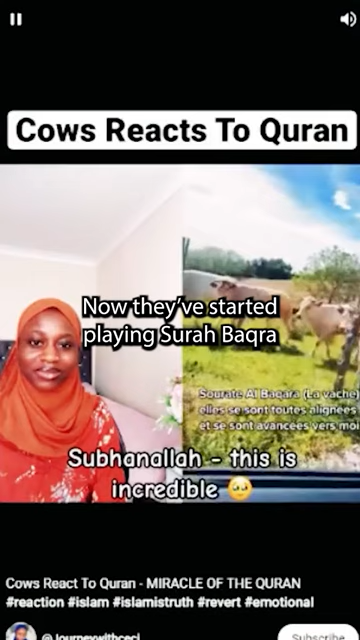 Cows Reacts To Quran
Now they've started
playing Surah Baqra
Sourate Al Baqara (La vache)
elles se sont toutes alignées
et se sont avancées vers moi
Subhanallah - this is
incredible 🥹
Cows React To Quran - MIRACLE OF THE QURAN
#reaction #islam #islamistruth #revert #emotional
@Journeywithceci
Subscribe